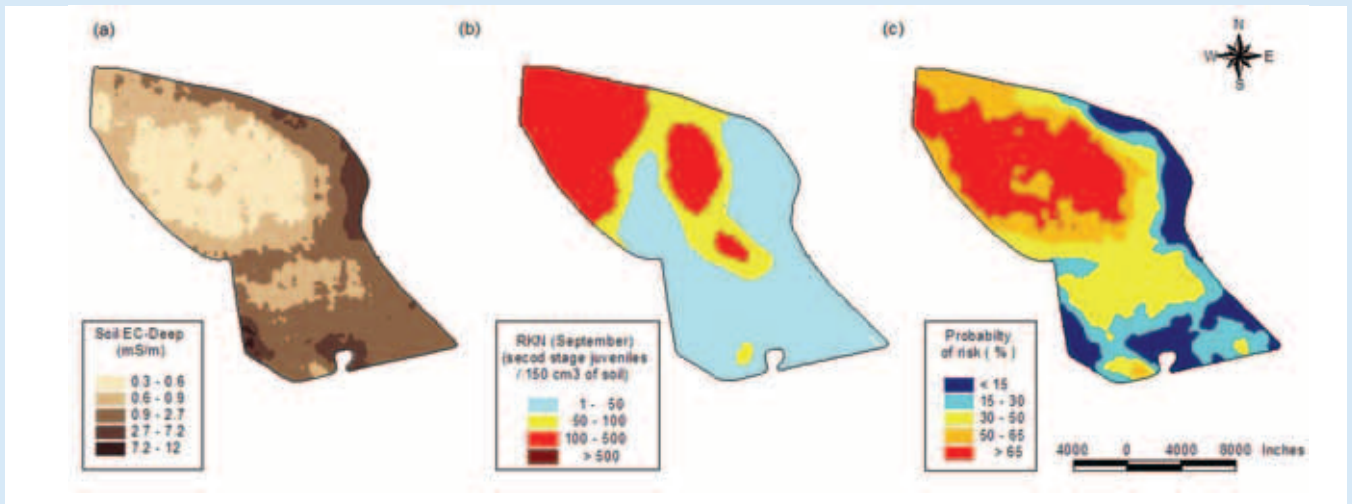 (a)
(b)
(c)
N
W E
S
Soil EC-Deep
(mS/m)
0.3 - 0.6
0.6 - 0.9
0.9 - 2.7
2.7 - 7.2
7.2 - 12
RKN (September)
(secod stage juveniles
/ 150 cm3 of soil)
1 - 50
50 - 100
100 - 500
> 500
Probabilty
of risk ( % )
< 15
15 - 30
30 - 50
50 - 65
> 65
4000 0 4000 8000 Inches